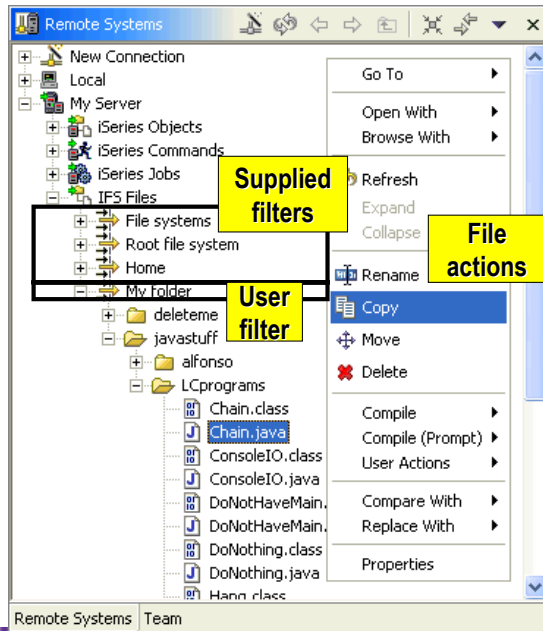 Remote Systems
New Connection
Local
My Server
iSeries Objects
iSeries Commands
iSeries Jobs
IFS Files
File systems
Root file system
Home
My folder
deleteme
javastuff
alfonso
LCprograms
Chain.class
Chain.java
ConsoleIO.class
ConsoleIO.java
DoNotHaveMain.
DoNotHaveMain.
DoNothing.class
DoNothing.java
Hang.class
Supplied
filters
User
filter
Go To
Open With
Browse With
Refresh
Expand
Collapse
File
actions
Rename
Copy
Move
Delete
Compile
Compile (Prompt)
User Actions
Compare With
Replace With
Properties
Remote Systems Team